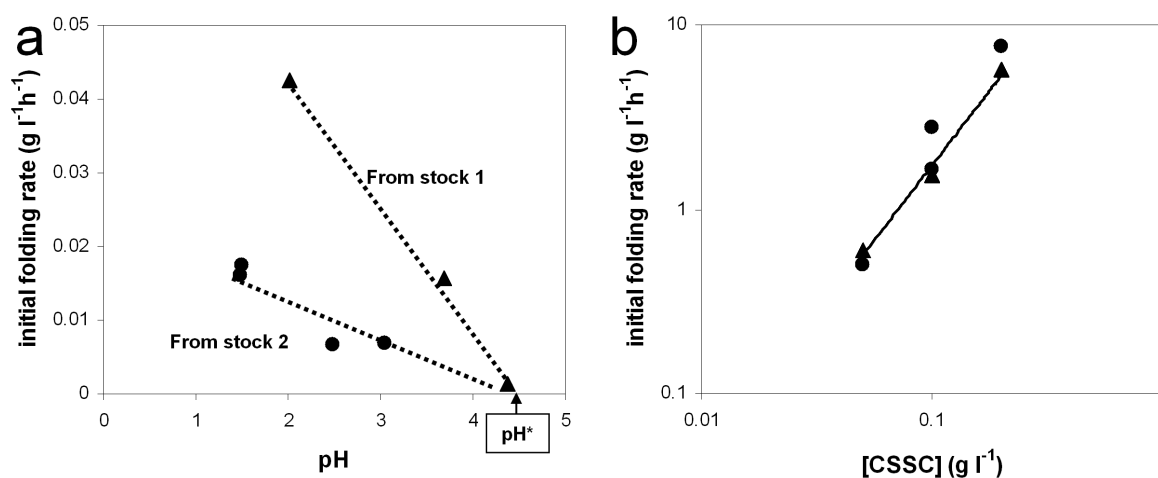 a
initial folding rate (g l⁻¹h⁻¹)
0.05
0.04
0.03
0.02
0.01
0
From stock 1
From stock 2
0 1 2 3 4 5
pH*
pH
b
initial folding rate (g l⁻¹h⁻¹)
10
1
0.1
0.01 0.1
[CSSC] (g l⁻¹)